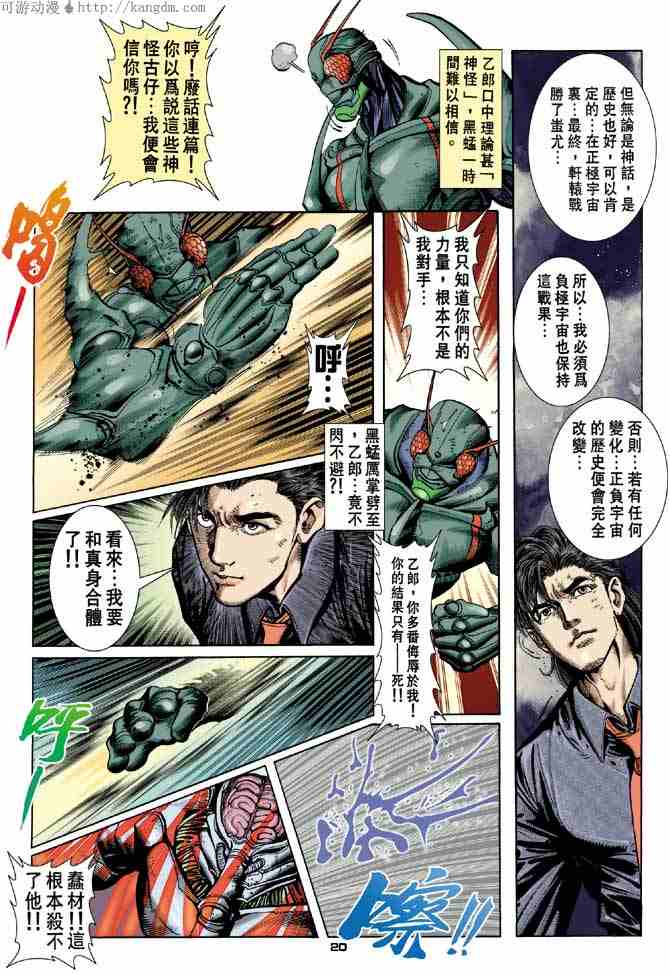 可游动漫 http://kangdm.com
但無論是神話，是
歷史也好，可以肯
定的…在正極宇宙
裏…最終，軒轅戰
勝了蚩尤…
所以…我必須爲
負極宇宙也保持
這戰果…
否則…若有任何
變化…正負宇宙
的歷史便會完全
改變…
乙郎口中理論甚「
神怪」，黑蜢一時
間難以相信。
哼！廢話連篇！
你以爲說這些神
怪古仔…我便會
信你嗎?!
我只知道你們的
力量，根本不是
我對手…
乙郎，你多番侮辱於我！
你的結果只有──死!!
呼…
黑蜢厲掌劈至
，乙郎…竟不
閃不避?!
看來…我要
和真身合體
了!!
呼
嚓!!
蠢材!!這
根本殺不
了他!!
20